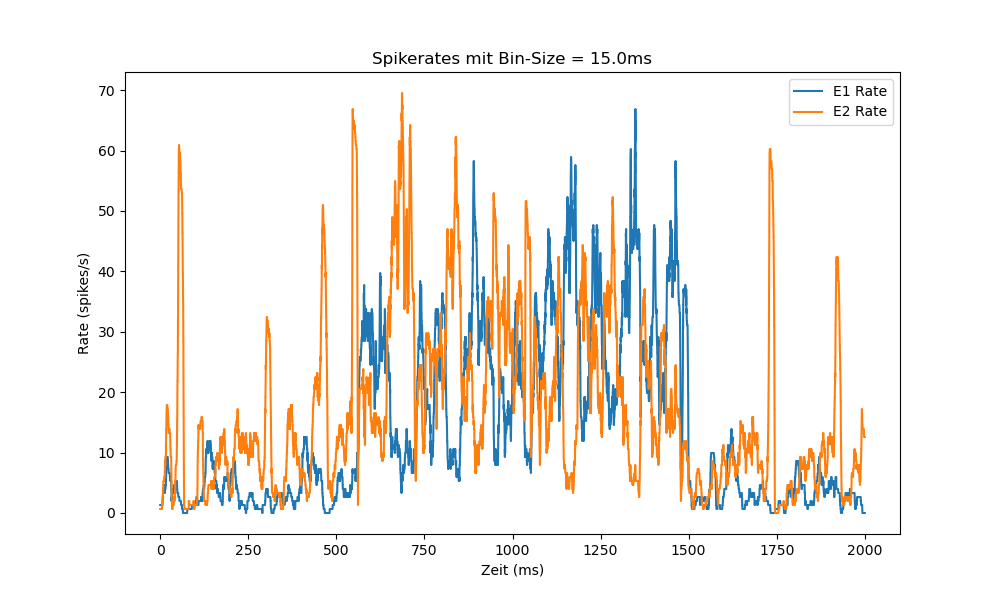 Spikerates mit Bin-Size = 15.0ms
E1 Rate
E2 Rate
Rate (spikes/s)
70
60
50
40
30
20
10
0
0 250 500 750 1000 1250 1500 1750 2000
Zeit (ms)